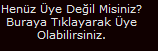 Henüz Üye Değil Misiniz?
Buraya Tıklayarak Üye
Olabilirsiniz.